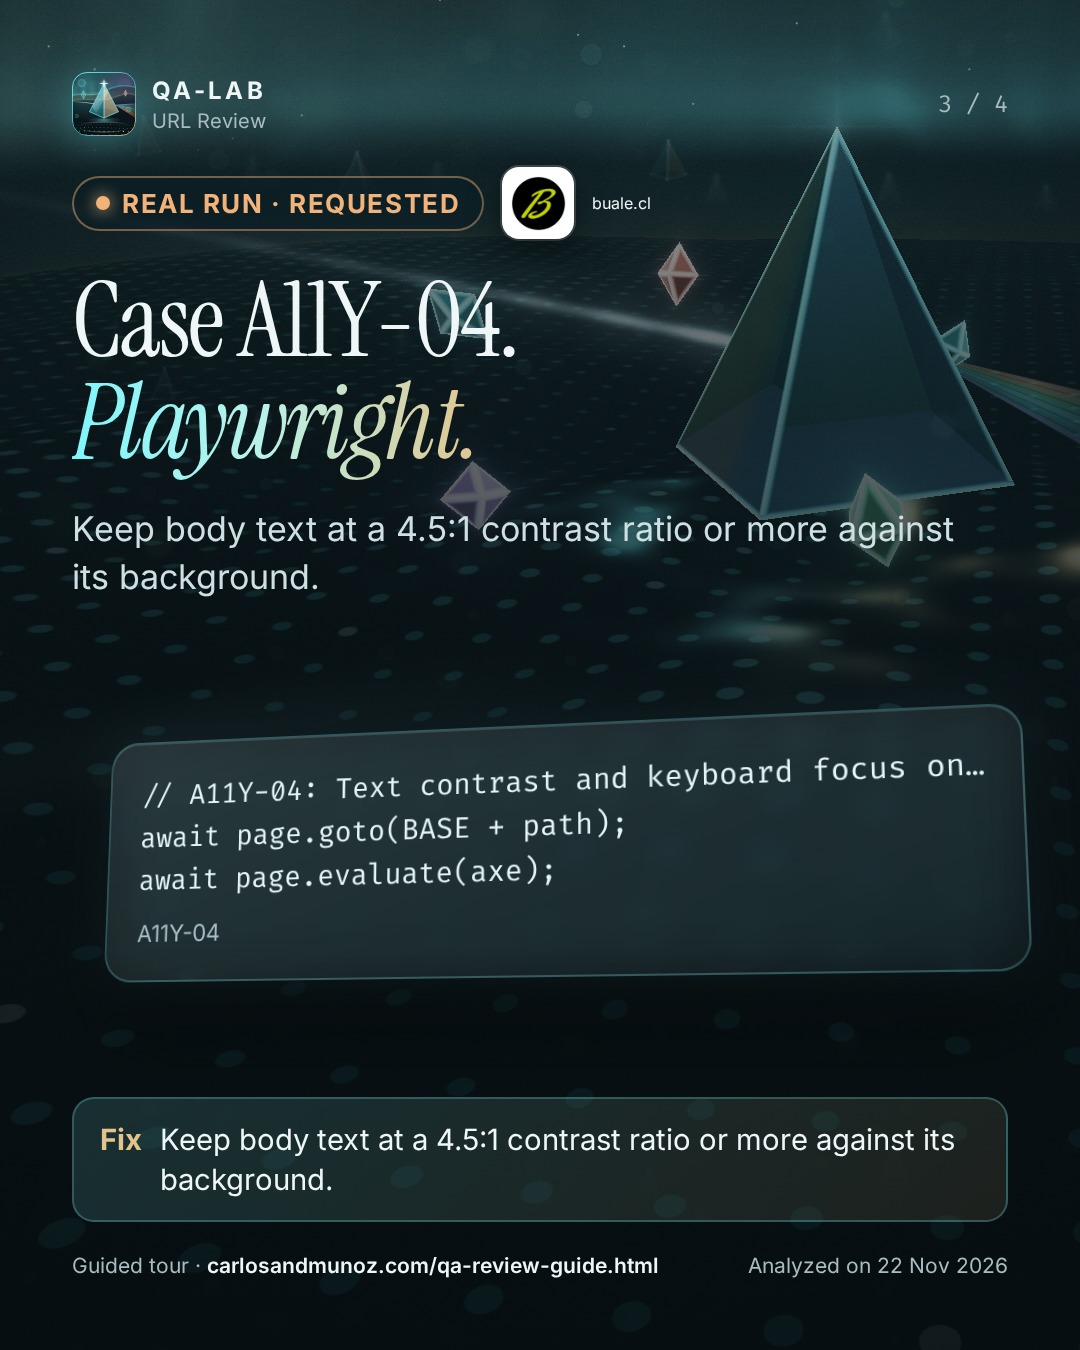 QA-LAB
URL Review
3 / 4
REAL RUN · REQUESTED
B
buale.cl
Case A11Y-04.
Playwright.
Keep body text at a 4.5:1 contrast ratio or more against
its background.
// A11Y-04: Text contrast and keyboard focus on…
await page.goto(BASE + path);
await page.evaluate(axe);
A11Y-04
Fix Keep body text at a 4.5:1 contrast ratio or more against its
background.
Guided tour · carlosandmunoz.com/qa-review-guide.html
Analyzed on 22 Nov 2026